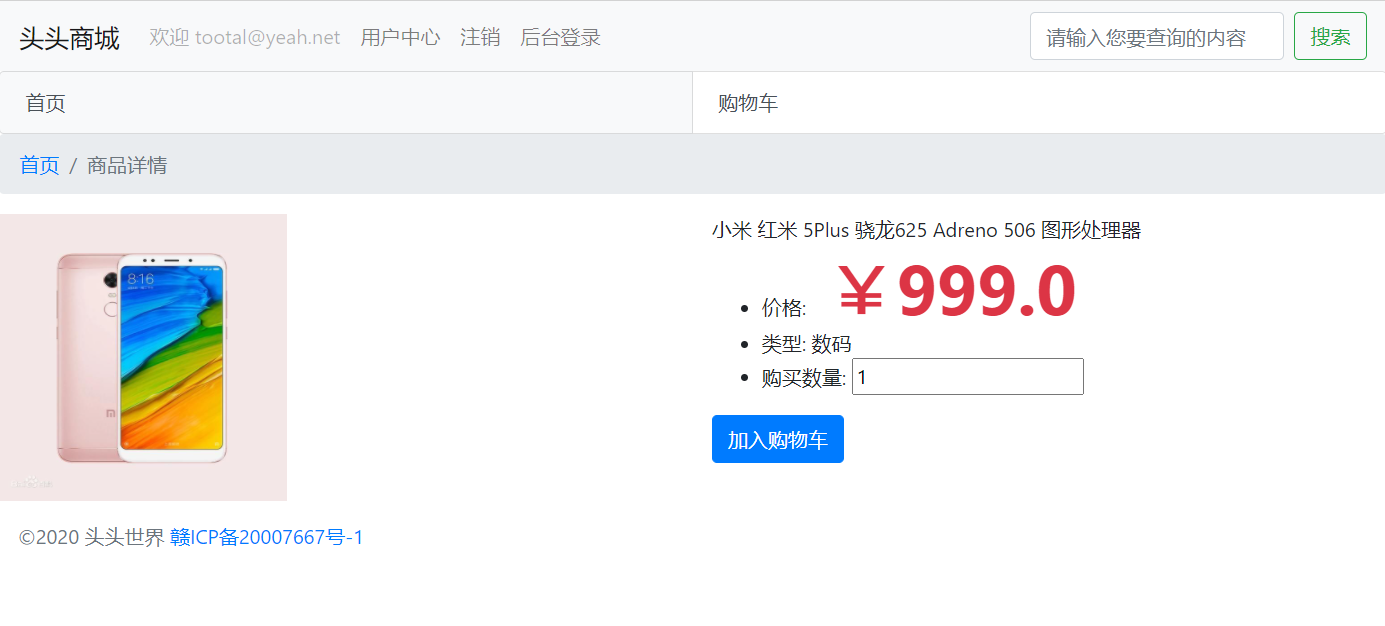 头头商城 欢迎 tootal@yeah.net 用户中心 注销 后台登录 请输入您要查询的内容 搜索
首页 购物车
首页 / 商品详情
小米 红米 5Plus 骁龙625 Adreno 506 图形处理器
价格: ￥999.0
类型: 数码
购买数量: 1
加入购物车
8:16
©2020 头头世界 赣ICP备20007667号-1